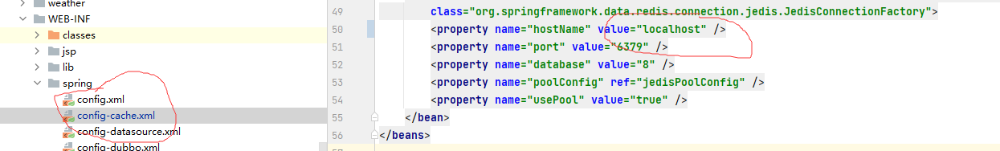 weather
WEB-INF
classes
jsp
lib
spring
config.xml
config-cache.xml
config-datasource.xml
config-dubbo.xml
49 class="org.springframework.data.redis.connection.jedis.JedisConnectionFactory">
50 <property name="hostName" value="localhost" />
51 <property name="port" value="6379" />
52 <property name="database" value="8" />
53 <property name="poolConfig" ref="jedisPoolConfig" />
54 <property name="usePool" value="true" />
55 </bean>
56 </beans>